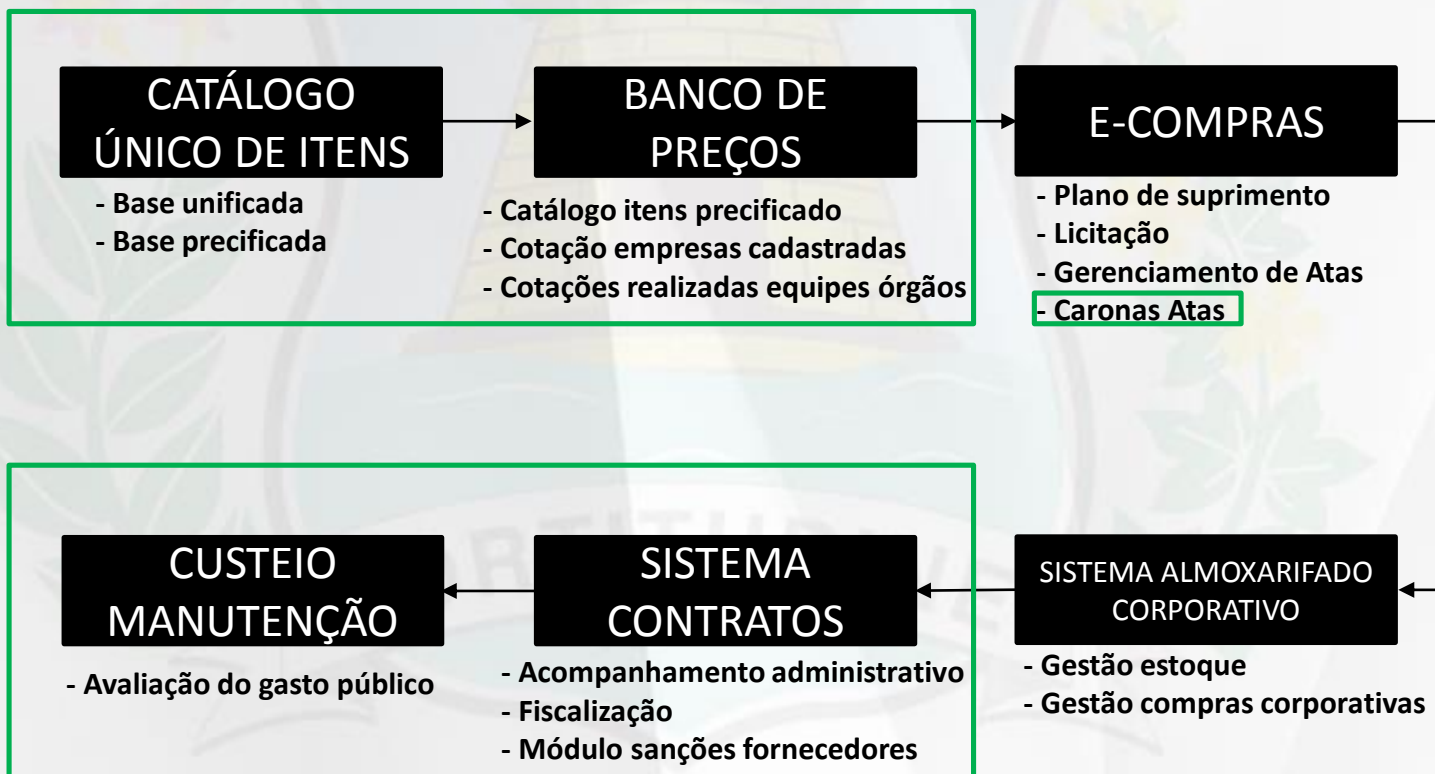 CATÁLOGO
ÚNICO DE ITENS
- Base unificada
- Base precificada
BANCO DE
PREÇOS
- Catálogo itens precificado
- Cotação empresas cadastradas
- Cotações realizadas equipes órgãos
E-COMPRAS
- Plano de suprimento
- Licitação
- Gerenciamento de Atas
- Caronas Atas
CUSTEIO
MANUTENÇÃO
- Avaliação do gasto público
SISTEMA
CONTRATOS
- Acompanhamento administrativo
- Fiscalização
- Módulo sanções fornecedores
SISTEMA ALMOXARIFADO
CORPORATIVO
- Gestão estoque
- Gestão compras corporativas